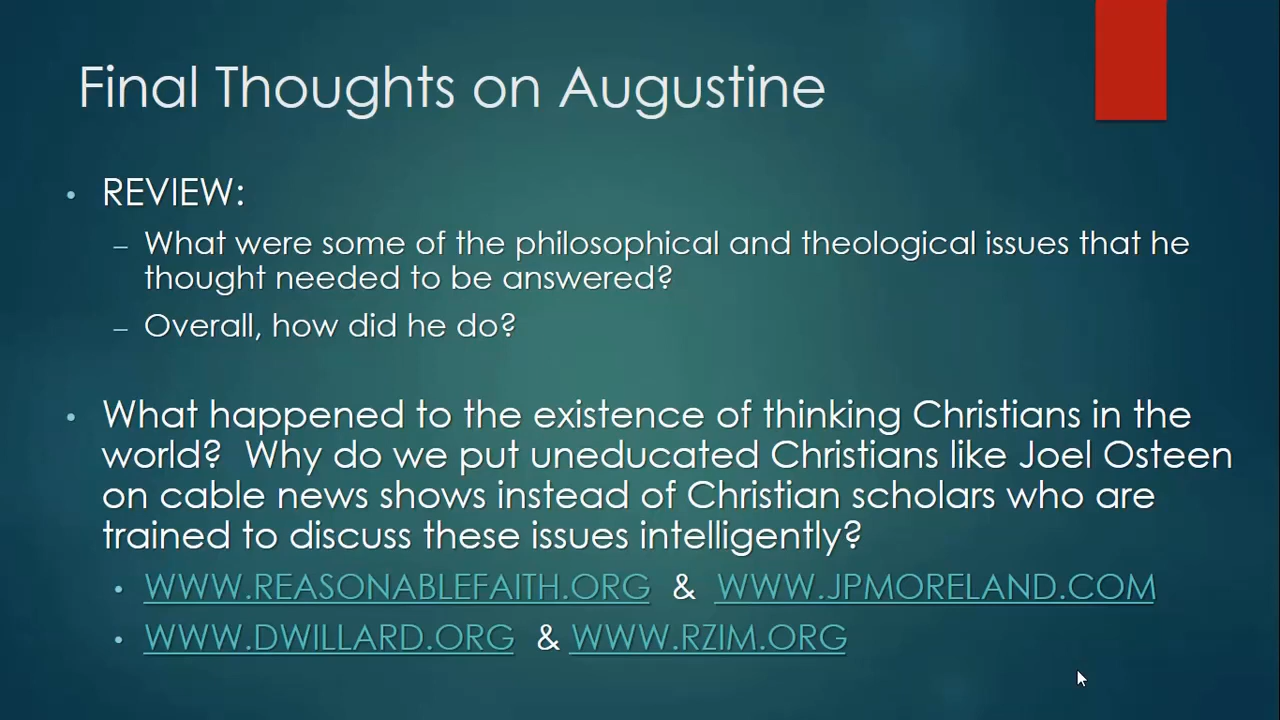 Final Thoughts on Augustine
• REVIEW:
– What were some of the philosophical and theological issues that he
thought needed to be answered?
– Overall, how did he do?
• What happened to the existence of thinking Christians in the
world?  Why do we put uneducated Christians like Joel Osteen
on cable news shows instead of Christian scholars who are
trained to discuss these issues intelligently?
• WWW.REASONABLEFAITH.ORG & WWW.JPMORELAND.COM
• WWW.DWILLARD.ORG & WWW.RZIM.ORG